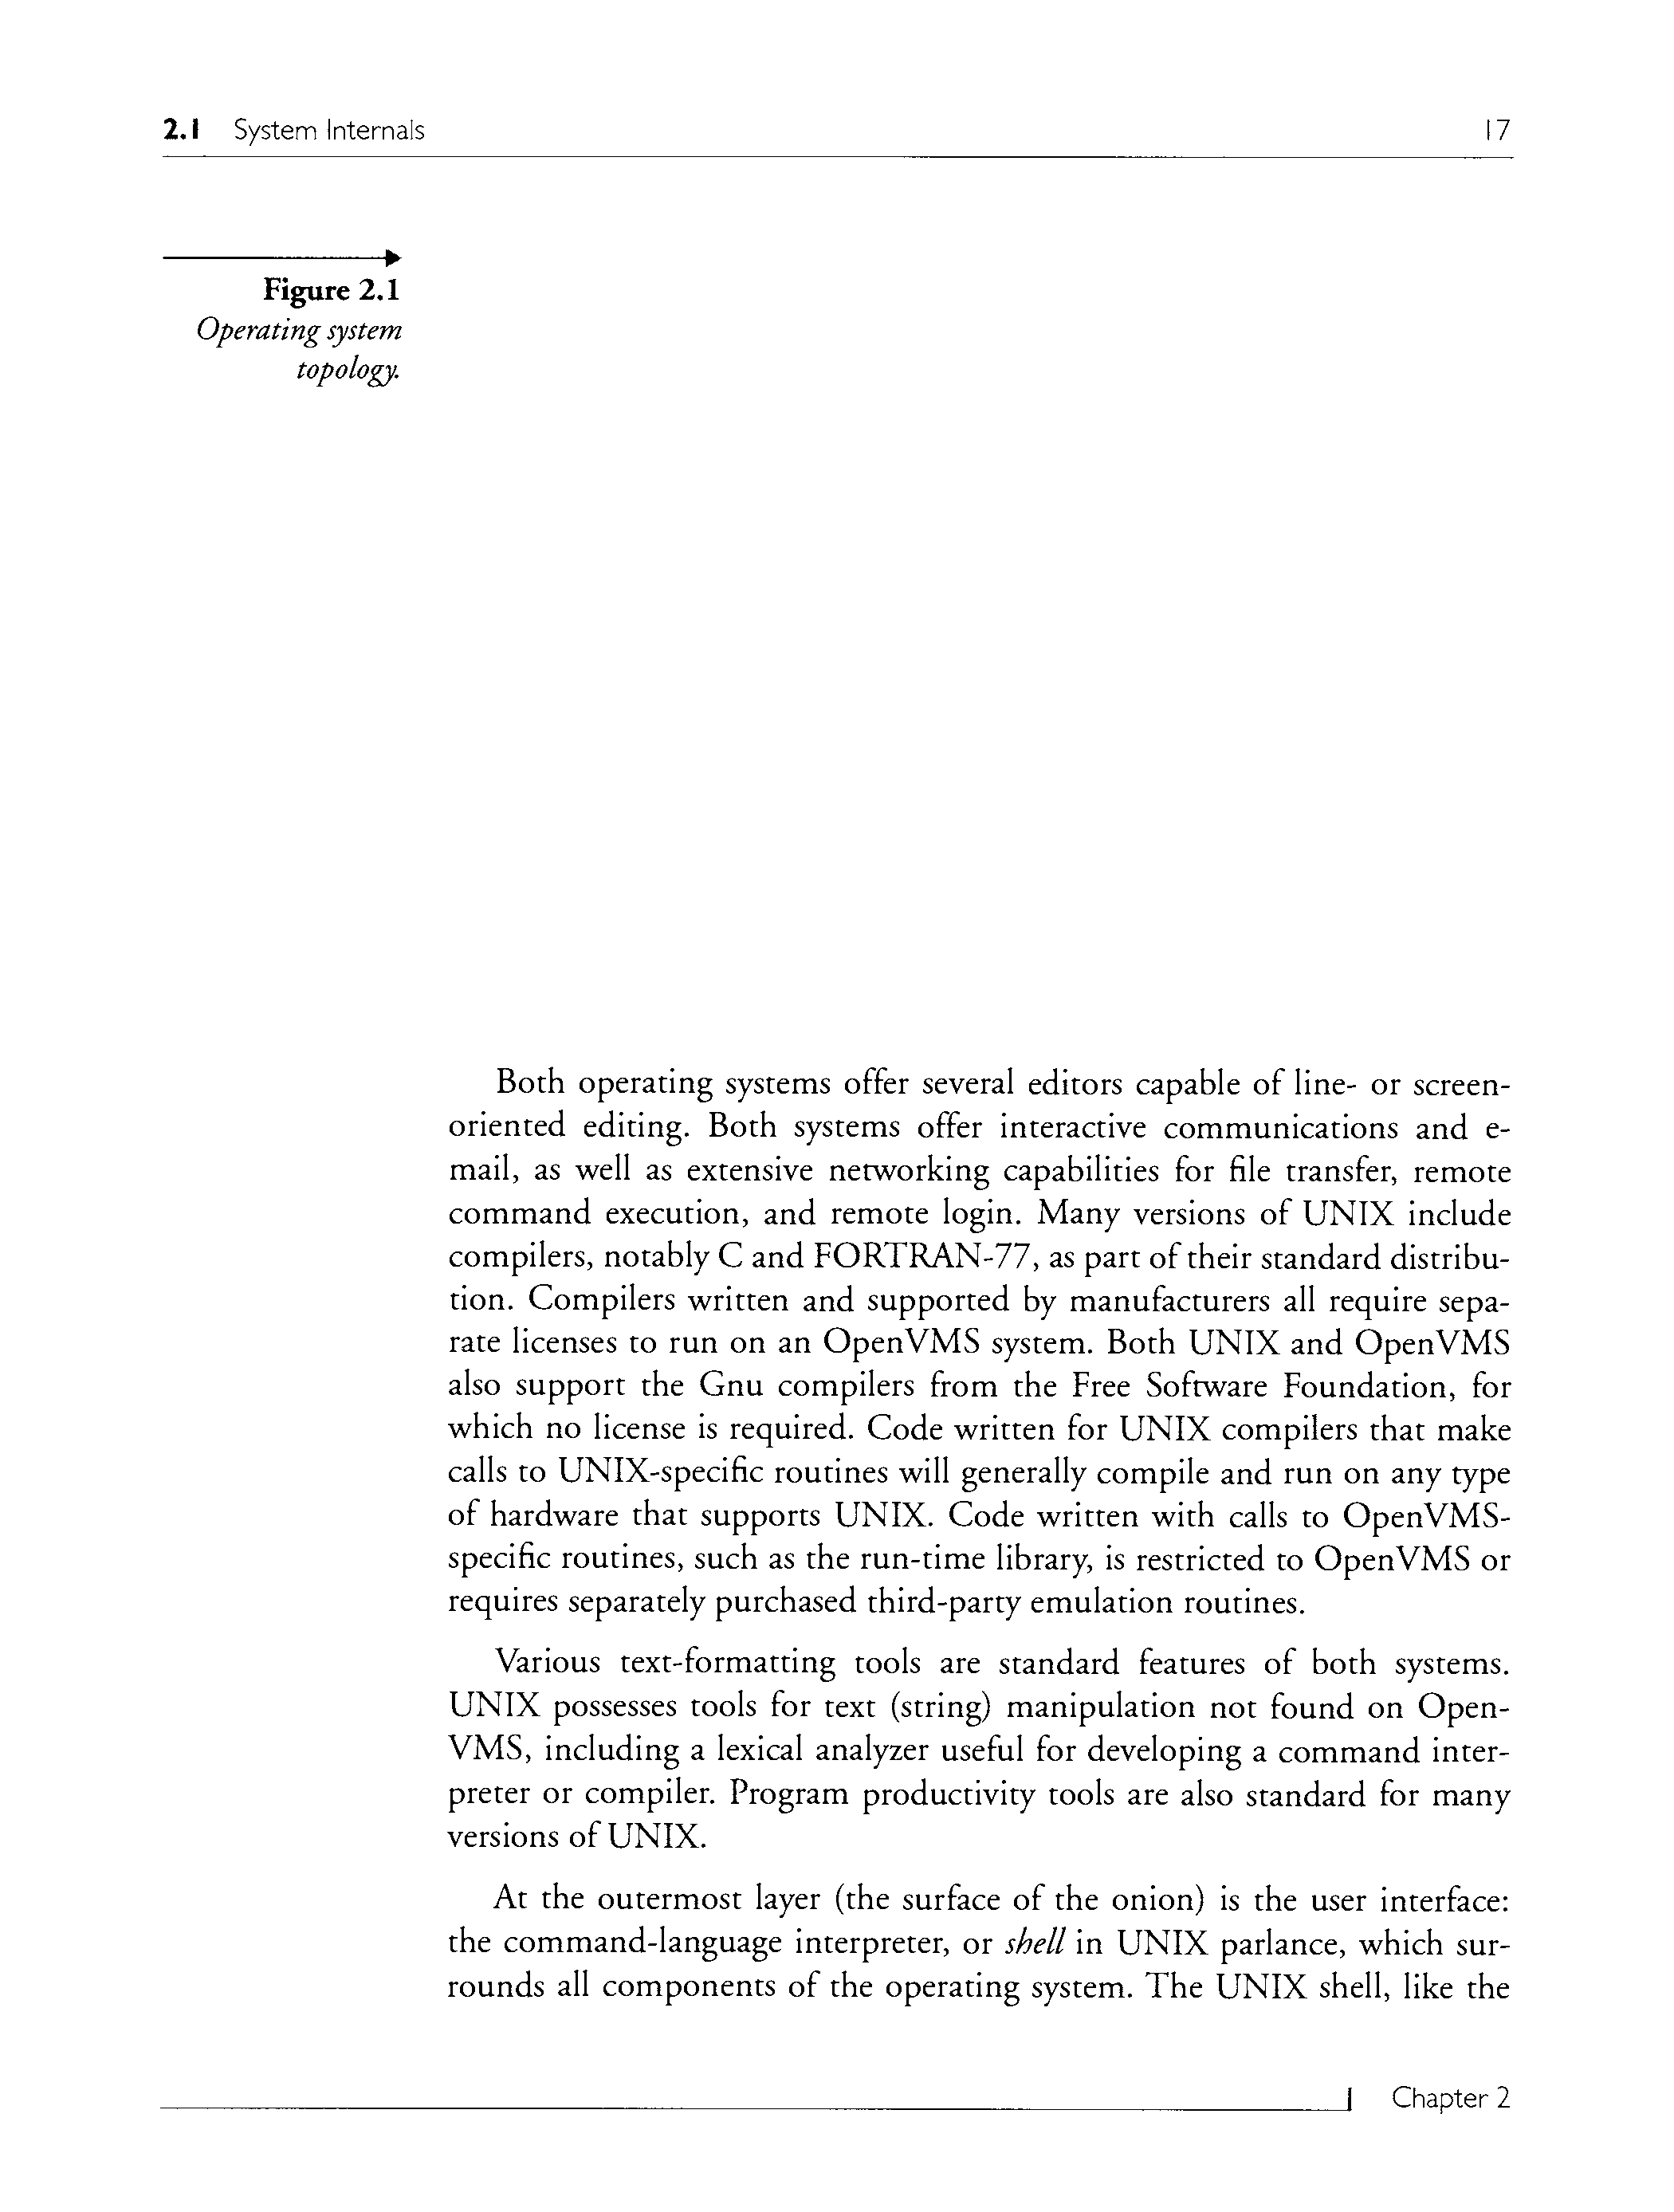 2.1 System Internals 17
Figure 2.1
Operating system
topology.
Both operating systems offer several editors capable of line- or screen-
oriented editing. Both systems offer interactive communications and e-
mail, as well as extensive networking capabilities for file transfer, remote
command execution, and remote login. Many versions of UNIX include
compilers, notably C and FORTRAN-77, as part of their standard distribu-
tion. Compilers written and supported by manufacturers all require sepa-
rate licenses to run on an OpenVMS system. Both UNIX and OpenVMS
also support the Gnu compilers from the Free Software Foundation, for
which no license is required. Code written for UNIX compilers that make
calls to UNIX-specific routines will generally compile and run on any type
of hardware that supports UNIX. Code written with calls to OpenVMS-
specific routines, such as the run-time library, is restricted to OpenVMS or
requires separately purchased third-party emulation routines.
Various text-formatting tools are standard features of both systems.
UNIX possesses tools for text (string) manipulation not found on Open-
VMS, including a lexical analyzer useful for developing a command inter-
preter or compiler. Program productivity tools are also standard for many
versions of UNIX.
At the outermost layer (the surface of the onion) is the user interface:
the command-language interpreter, or shell in UNIX parlance, which sur-
rounds all components of the operating system. The UNIX shell, like the
Chapter 2